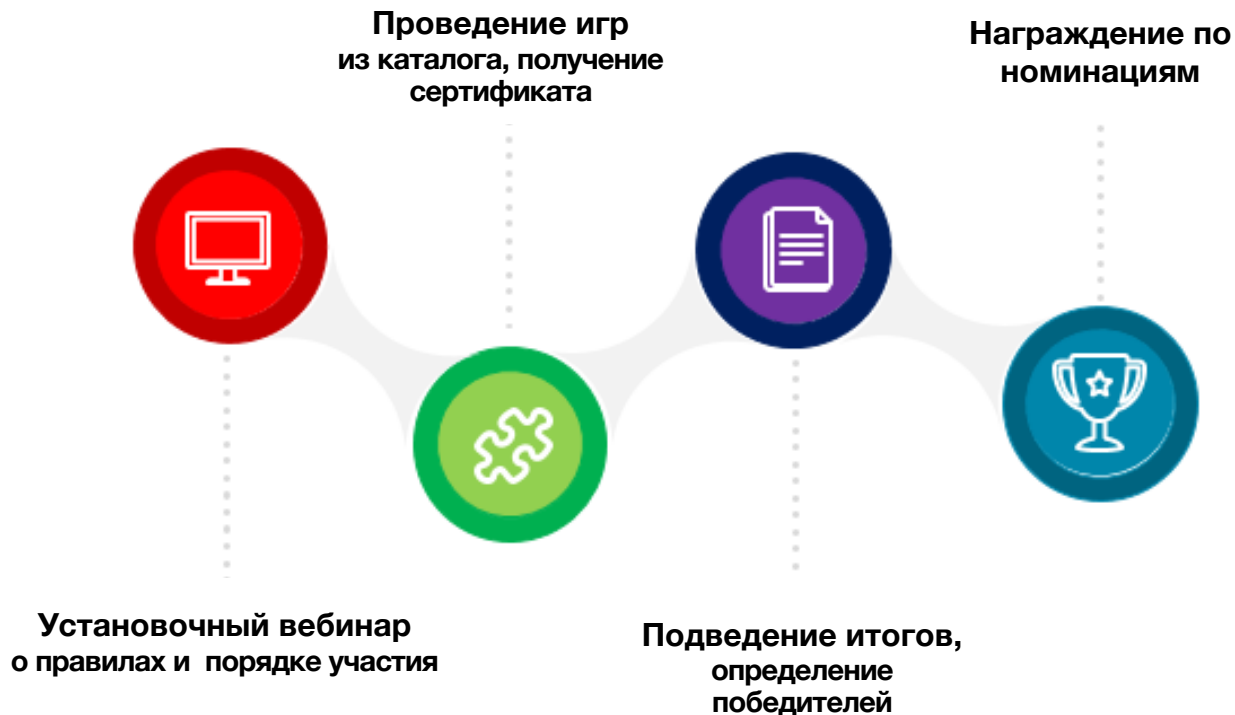 Проведение игр
из каталога, получение
сертификата
Награждение по
номинациям
Установочный вебинар
о правилах и порядке участия
Подведение итогов,
определение
победителей